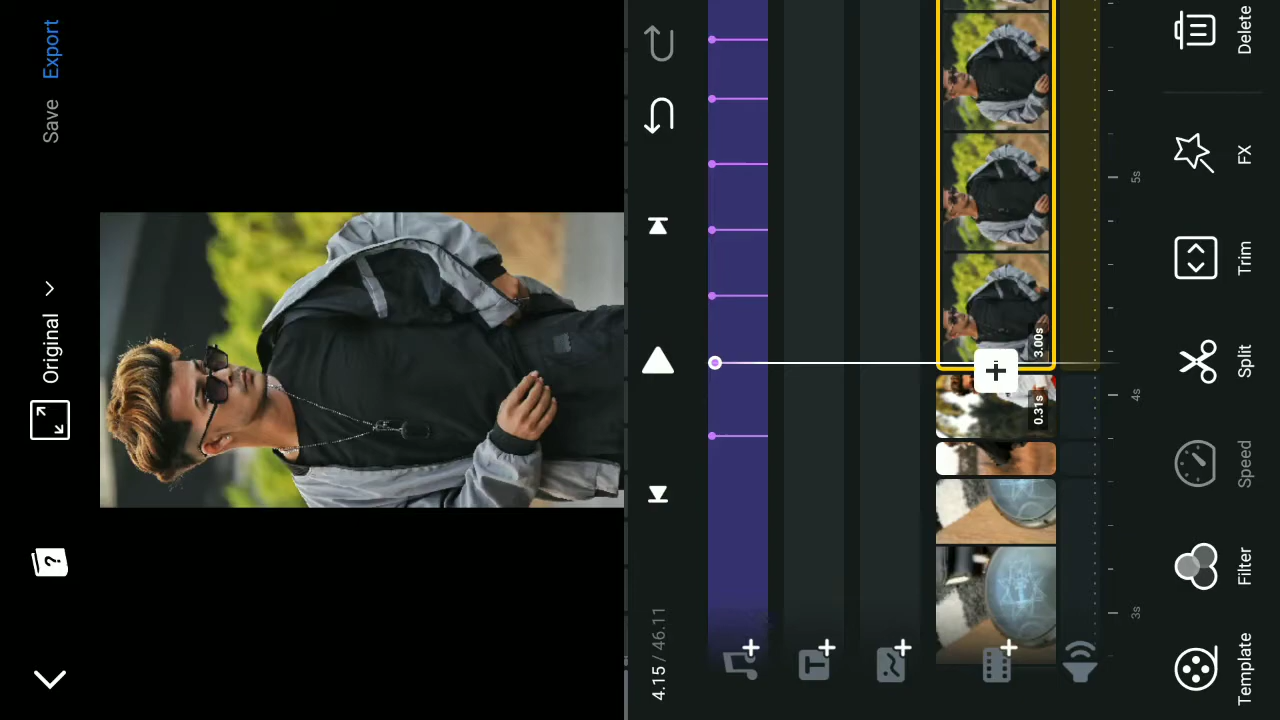 Original
Save
Export
?
4.15 / 46.11
T
3.00s
0.31s
3s
4s
5s
Template
Filter
Speed
Split
Trim
FX
Delete